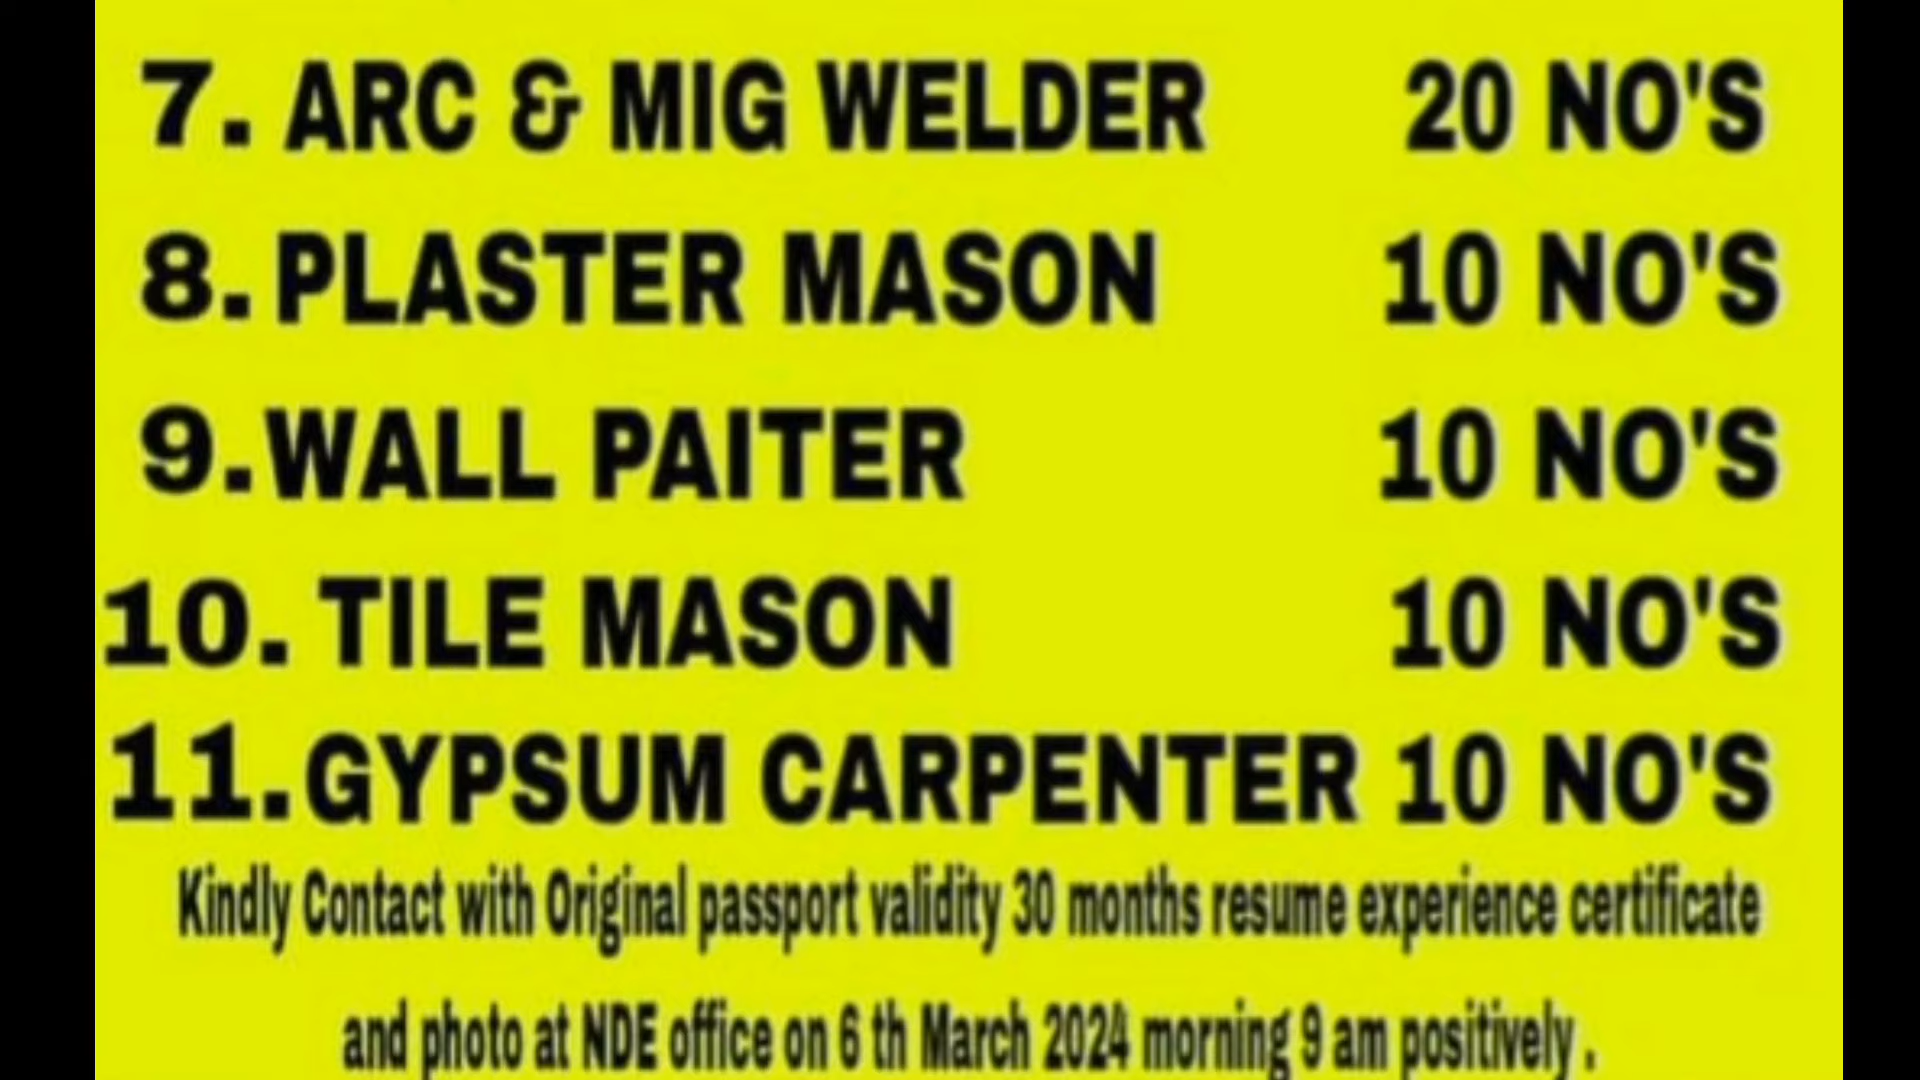 7. ARC & MIG WELDER 20 NO'S
8. PLASTER MASON 10 NO'S
9. WALL PAITER 10 NO'S
10. TILE MASON 10 NO'S
11. GYPSUM CARPENTER 10 NO'S
Kindly Contact with Original passport validity 30 months resume experience certificate
and photo at NDE office on 6 th March 2024 morning 9 am positively .